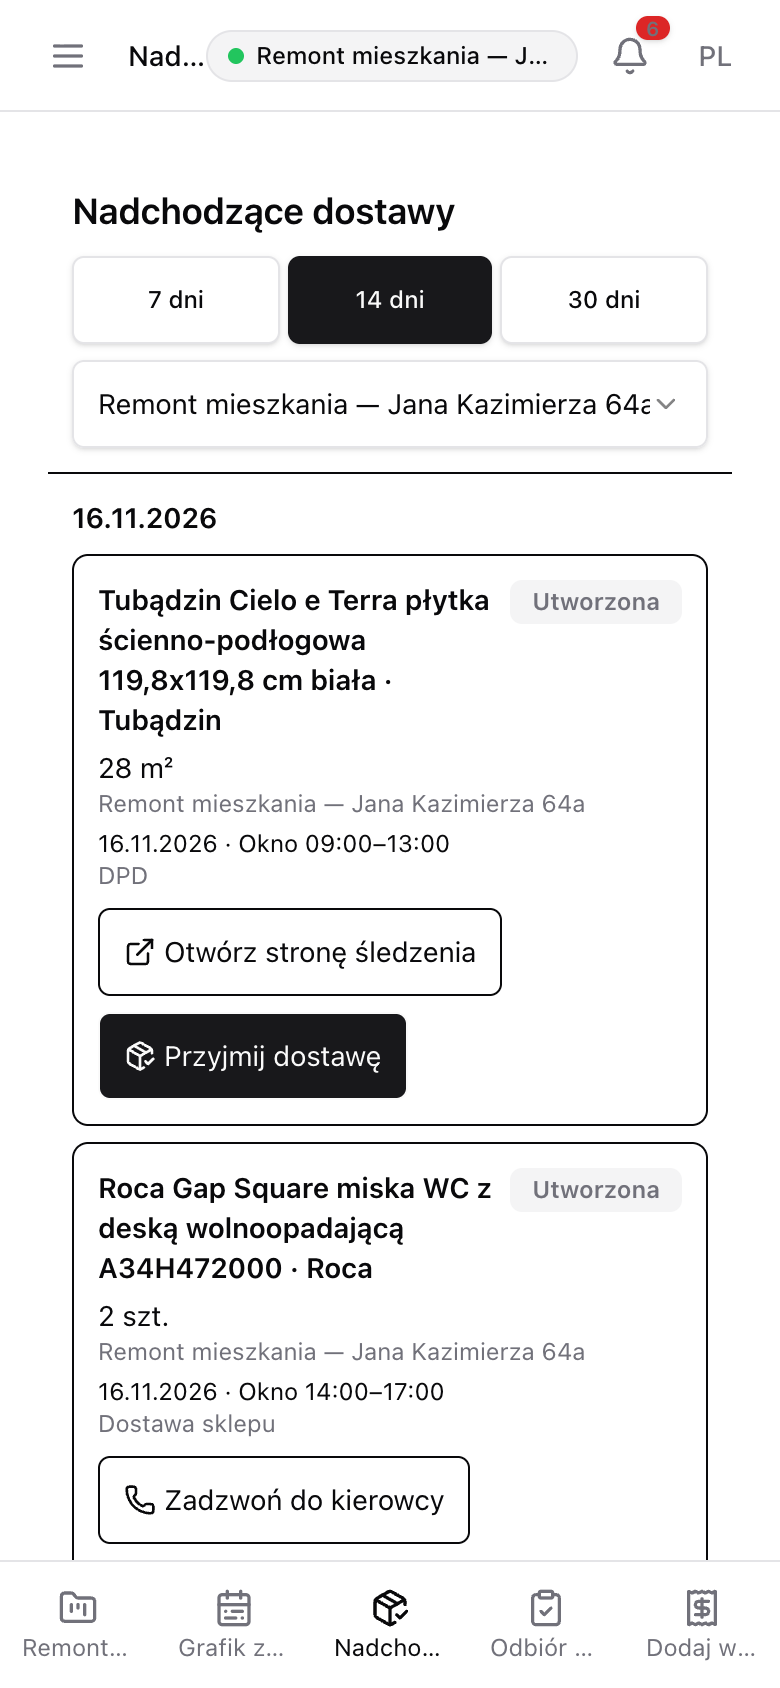 Nad...
Remont mieszkania — J...
6
PL
Nadchodzące dostawy
7 dni
14 dni
30 dni
Remont mieszkania — Jana Kazimierza 64a
16.11.2026
Tubądzin Cielo e Terra płytka
ścienno-podłogowa
119,8x119,8 cm biała ·
Tubądzin
Utworzona
28 m²
Remont mieszkania — Jana Kazimierza 64a
16.11.2026 · Okno 09:00–13:00
DPD
Otwórz stronę śledzenia
Przyjmij dostawę
Roca Gap Square miska WC z
deską wolnoopadającą
A34H472000 · Roca
Utworzona
2 szt.
Remont mieszkania — Jana Kazimierza 64a
16.11.2026 · Okno 14:00–17:00
Dostawa sklepu
Zadzwoń do kierowcy
Remont...
Grafik z...
Nadcho...
Odbiór ...
Dodaj w...